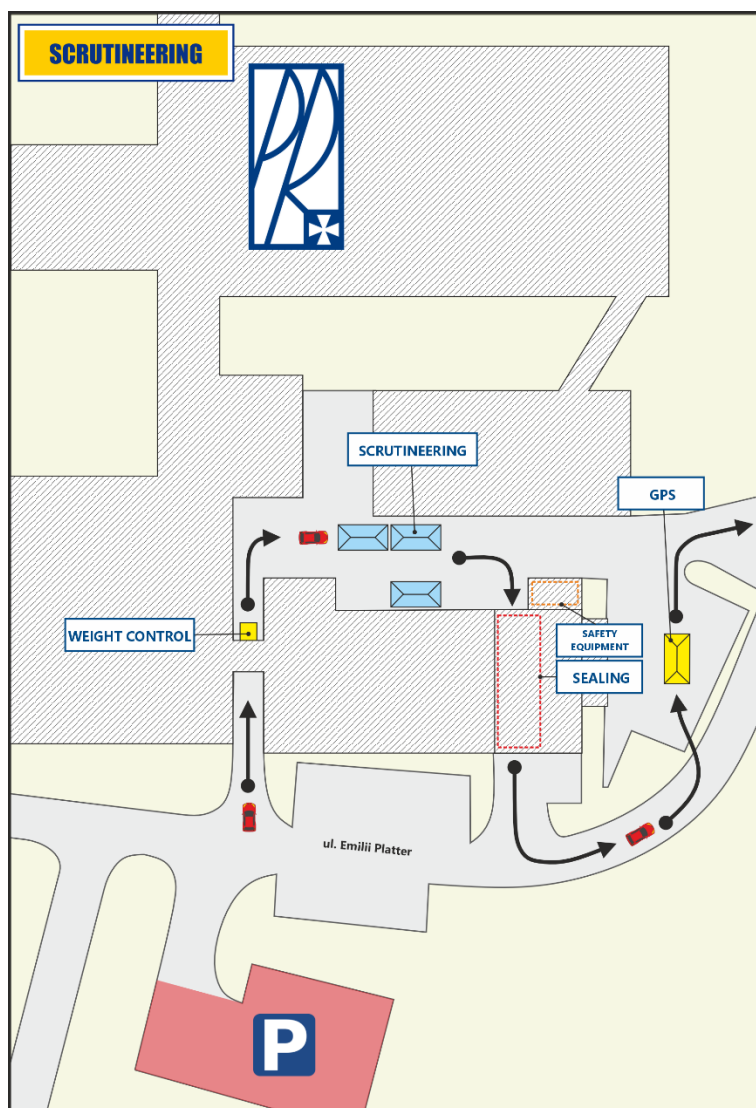 SCRUTINEERING
SCRUTINEERING
GPS
WEIGHT CONTROL
SAFETY
EQUIPMENT
SEALING
ul. Emilii Platter
P